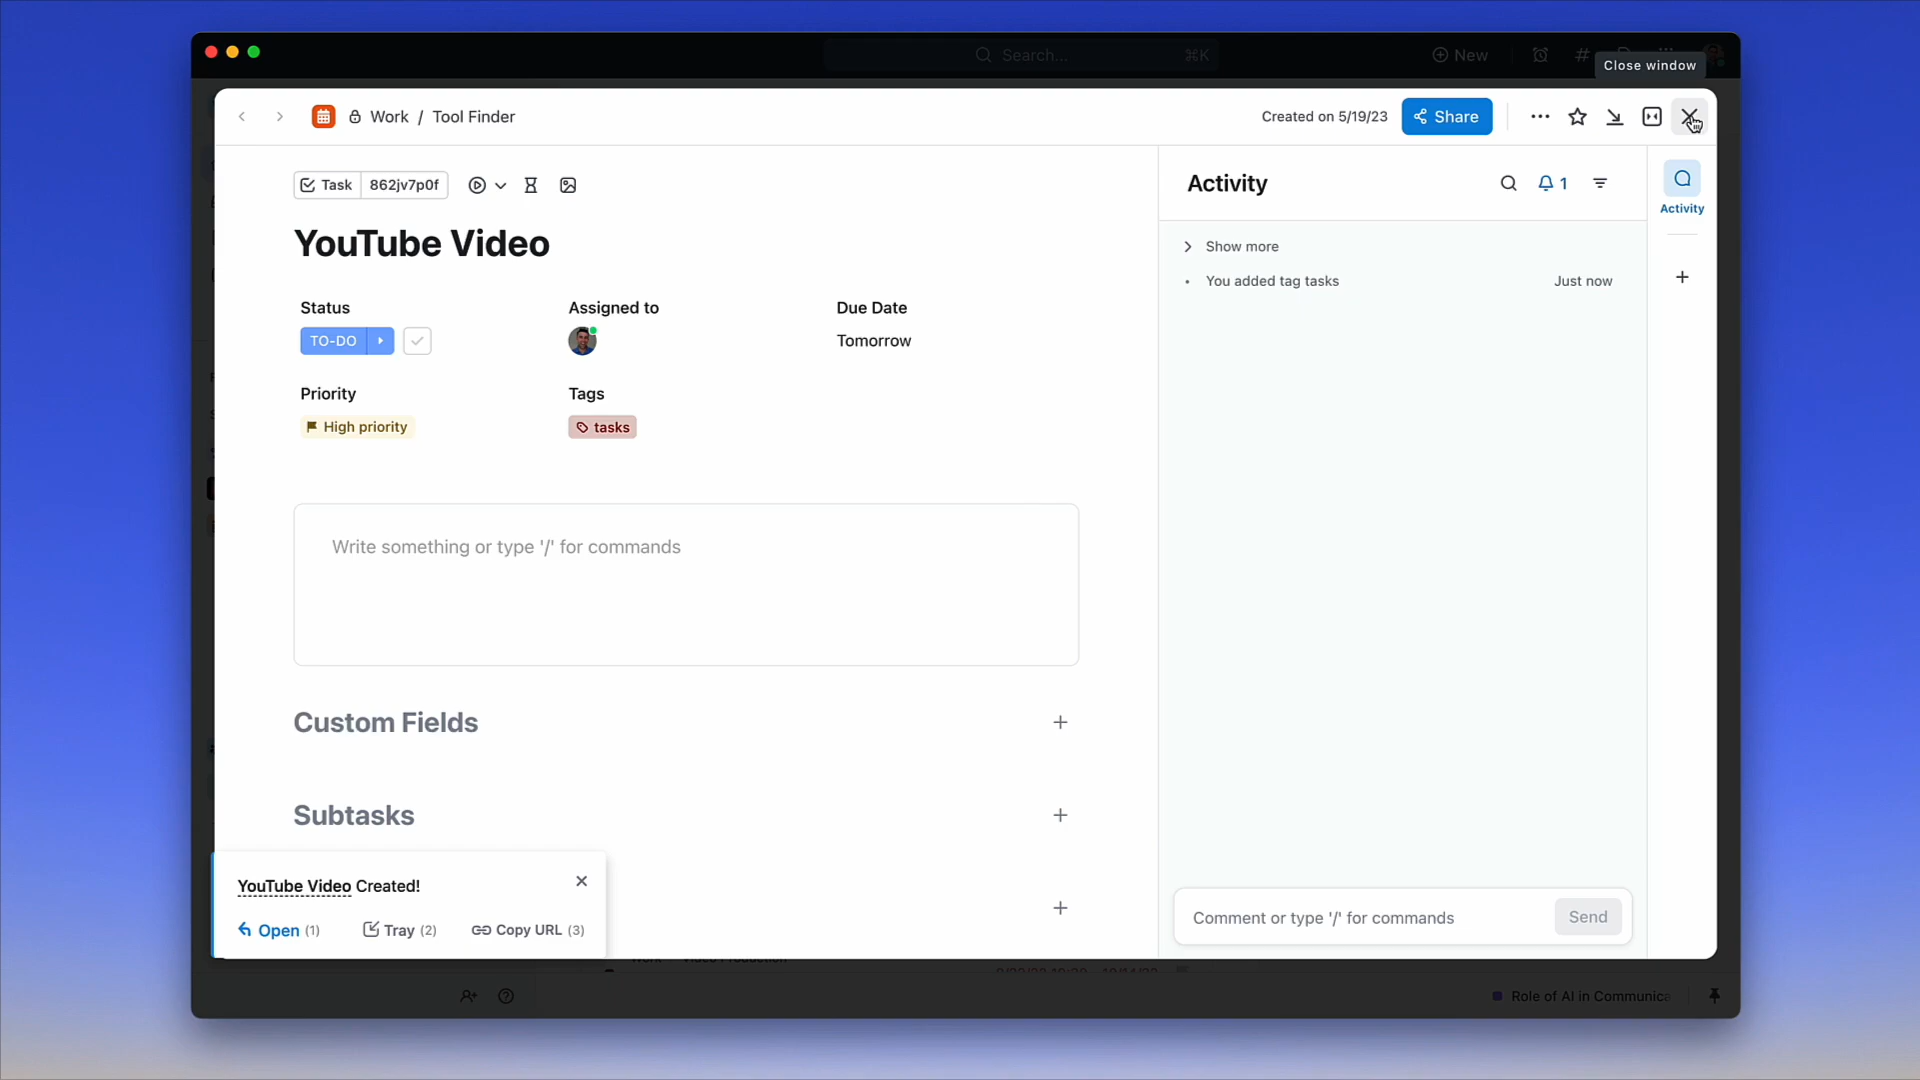 Search... ⌘K
New
Close window
Work / Tool Finder
Created on 5/19/23
Share
Task 862jv7p0f
YouTube Video
Status
Assigned to
Due Date
TO-DO
Tomorrow
Priority
Tags
High priority
tasks
Write something or type '/' for commands
Custom Fields
Subtasks
YouTube Video Created!
Open (1)
Tray (2)
Copy URL (3)
Activity
1
Activity
Show more
• You added tag tasks
Just now
Comment or type '/' for commands
Send
Role of AI in Communica